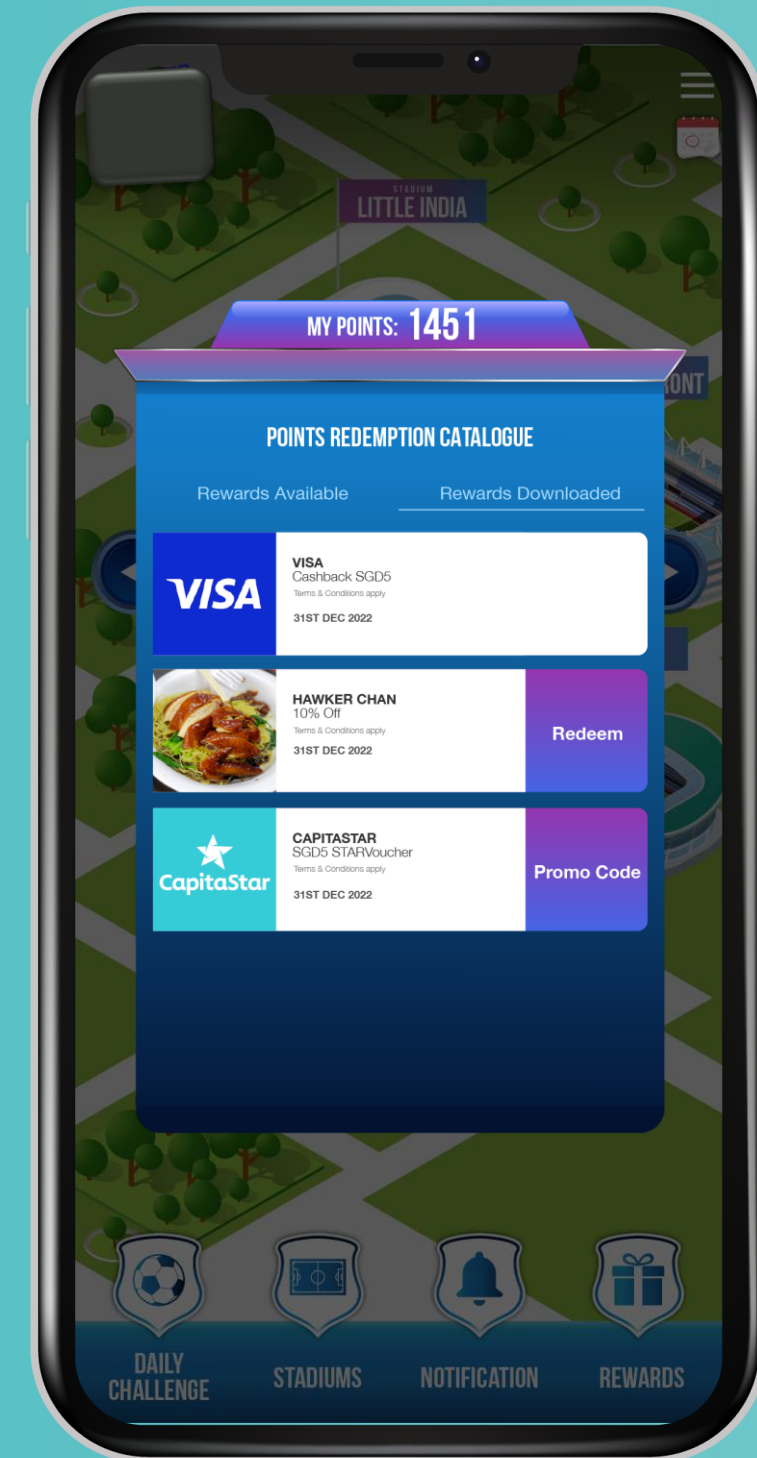 STADIUM
LITTLE INDIA
MY POINTS: 1451
RONT
POINTS REDEMPTION CATALOGUE
Rewards Available Rewards Downloaded
VISA
VISA
Cashback SGD5
Terms & Conditions apply
31ST DEC 2022
HAWKER CHAN
10% Off
Terms & Conditions apply
31ST DEC 2022
Redeem
CapitaStar
CAPITASTAR
SGD5 STARVoucher
Terms & Conditions apply
31ST DEC 2022
Promo Code
DAILY
CHALLENGE
STADIUMS
NOTIFICATION
REWARDS